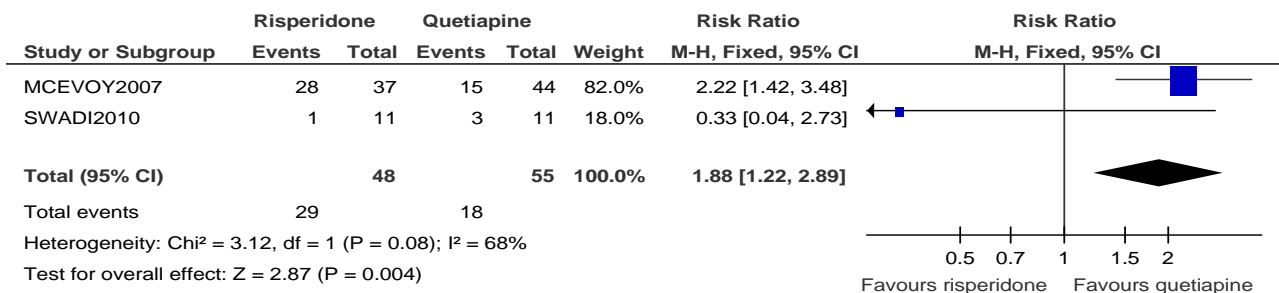 Risperidone Quetiapine Risk Ratio Risk Ratio
Study or Subgroup Events Total Events Total Weight M-H, Fixed, 95% CI M-H, Fixed, 95% CI
MCEVOY2007 28 37 15 44 82.0% 2.22 [1.42, 3.48]
SWADI2010 1 11 3 11 18.0% 0.33 [0.04, 2.73]
Total (95% CI) 48 55 100.0% 1.88 [1.22, 2.89]
Total events 29 18
Heterogeneity: Chi² = 3.12, df = 1 (P = 0.08); I² = 68%
Test for overall effect: Z = 2.87 (P = 0.004)
0.5 0.7 1 1.5 2
Favours risperidone Favours quetiapine